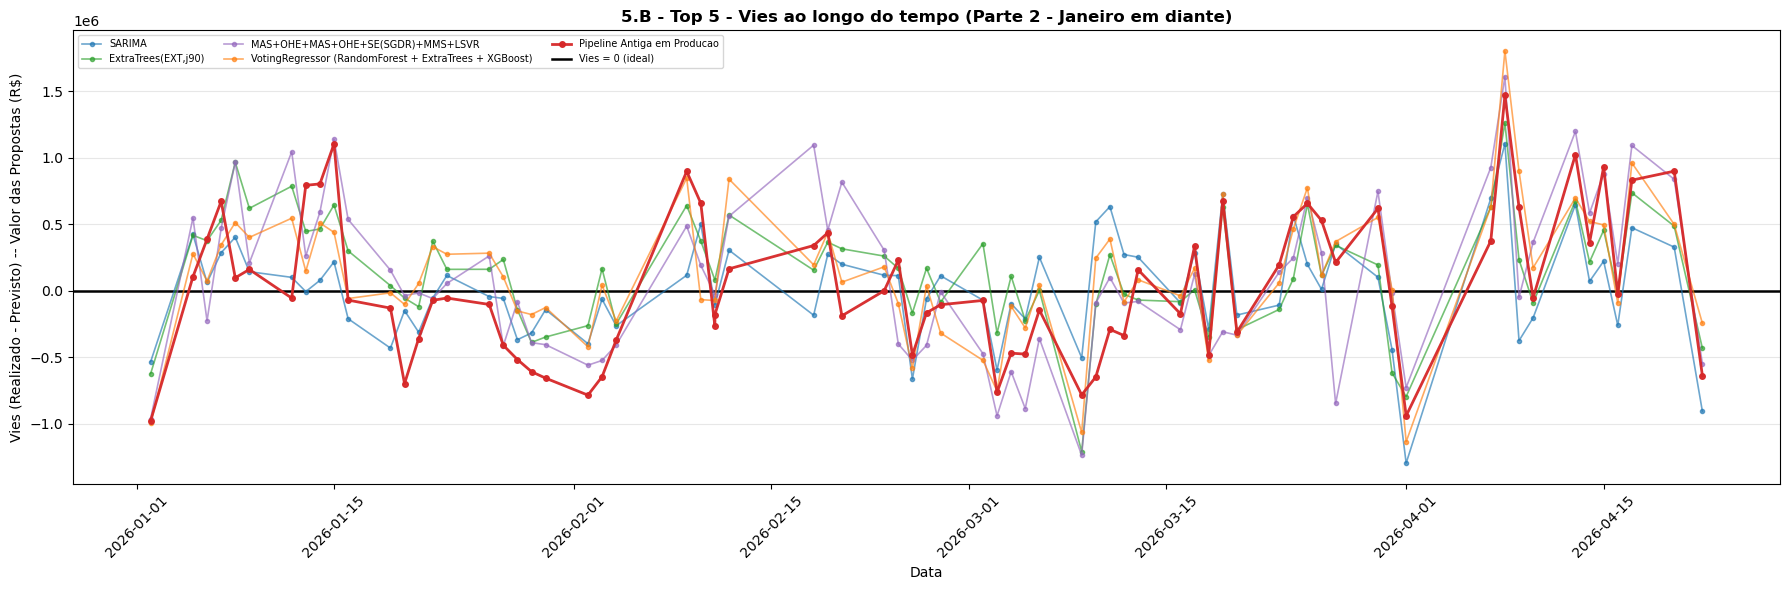 5.B - Top 5 - Vies ao longo do tempo (Parte 2 - Janeiro em diante)
1e6
SARIMA
ExtraTrees(EXT,j90)
MAS+OHE+MAS+OHE+SE(SGDR)+MMS+LSVR
VotingRegressor (RandomForest + ExtraTrees + XGBoost)
Pipeline Antiga em Producao
Vies = 0 (ideal)
Vies (Realizado - Previsto) -- Valor das Propostas (R$)
1.5
1.0
0.5
0.0
−0.5
−1.0
2026-01-01
2026-01-15
2026-02-01
2026-02-15
2026-03-01
2026-03-15
2026-04-01
2026-04-15
Data